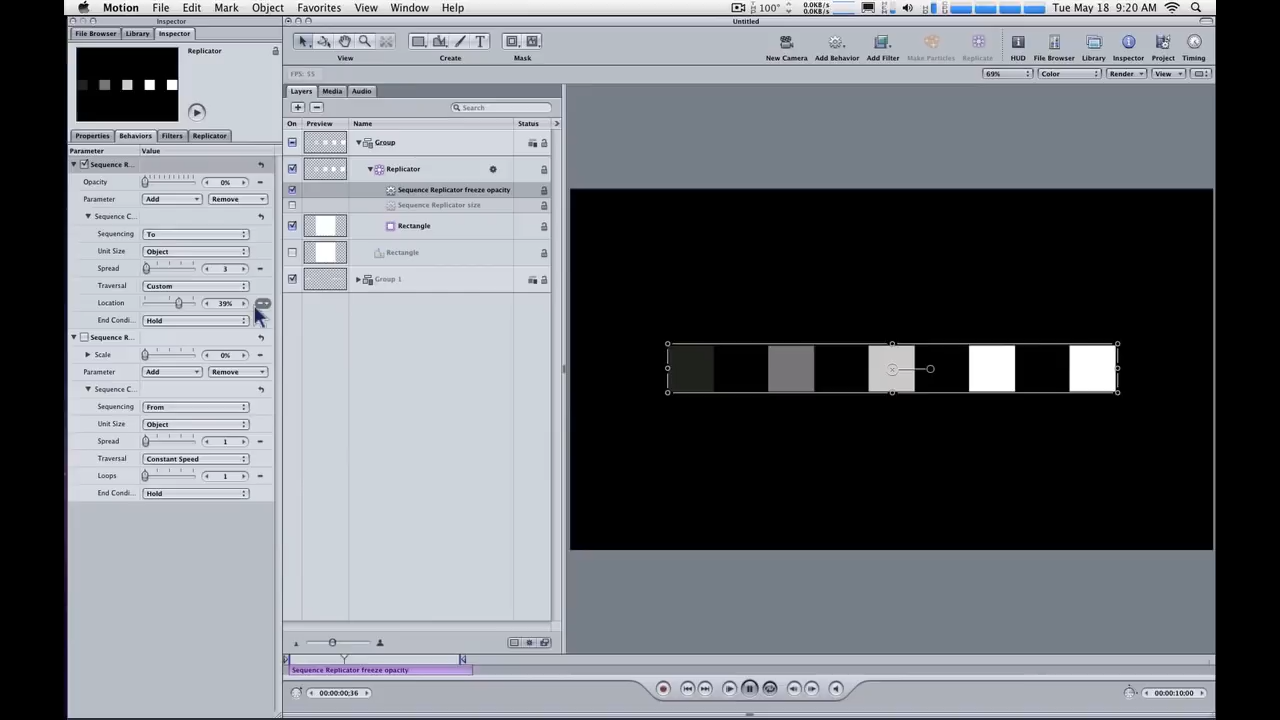 Motion File Edit Mark Object Favorites View Window Help 100° 0.0KB/s 0.0KB/s Tue May 18 9:20 AM
Inspector Untitled
File Browser Library Inspector
Replicator
View Create Mask New Camera Add Behavior Add Filter Make Particles Replicate HUD File Browser Library Inspector Project Timing
FPS: 55 69% Color Render View
Layers Media Audio
Search
On Preview Name Status
Properties Behaviors Filters Replicator
Parameter Value
Sequence R...
Opacity 0%
Parameter Add Remove
Sequence C...
Sequencing To
Unit Size Object
Spread 3
Traversal Custom
Location 39%
End Condi... Hold
Sequence R...
Scale 0%
Parameter Add Remove
Sequence C...
Sequencing From
Unit Size Object
Spread 1
Traversal Constant Speed
Loops 1
End Condi... Hold
Group
Replicator
Sequence Replicator freeze opacity
Sequence Replicator size
Rectangle
Rectangle
Group 1
Sequence Replicator freeze opacity
00:00:00;36 00:00:10;00